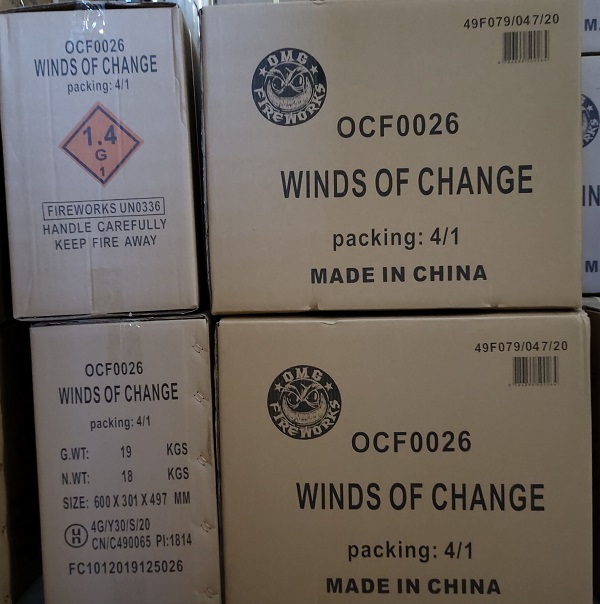 OCF0026
WINDS OF CHANGE
packing: 4/1
1.4
G
1
FIREWORKS UN0336
HANDLE CAREFULLY
KEEP FIRE AWAY
49F079/047/20
OMG
FIREWORKS
OCF0026
WINDS OF CHANGE
packing: 4/1
MADE IN CHINA
OCF0026
WINDS OF CHANGE
packing: 4/1
G.WT: 19 KGS
N.WT: 18 KGS
SIZE: 600 X 301 X 497 MM
un
4G/Y30/S/20
CN/C490065 PI:1814
FC1012019125026
49F079/047/20
OMG
FIREWORKS
OCF0026
WINDS OF CHANGE
packing: 4/1
MADE IN CHINA